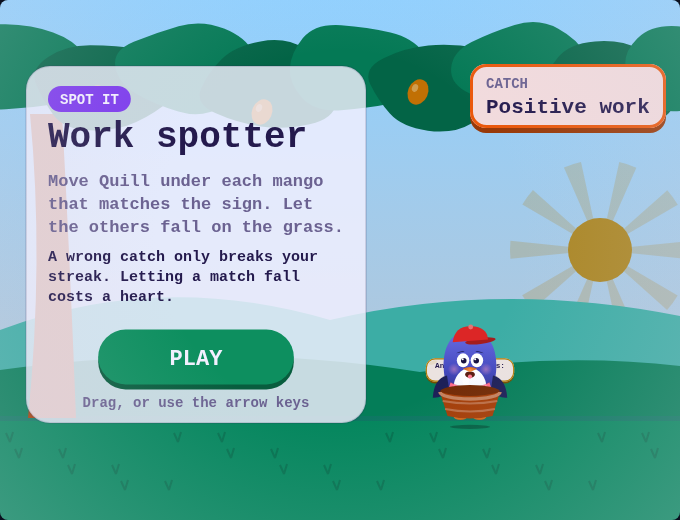 SPOT IT
Work spotter
Move Quill under each mango
that matches the sign. Let
the others fall on the grass.
A wrong catch only breaks your
streak. Letting a match fall
costs a heart.
PLAY
Drag, or use the arrow keys
CATCH
Positive work